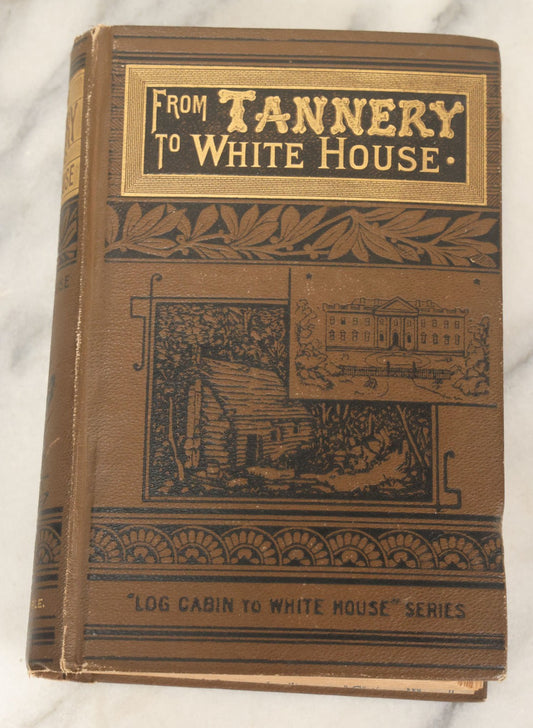 FROM TANNERY
TO WHITE HOUSE.
"LOG CABIN TO WHITE HOUSE" SERIES